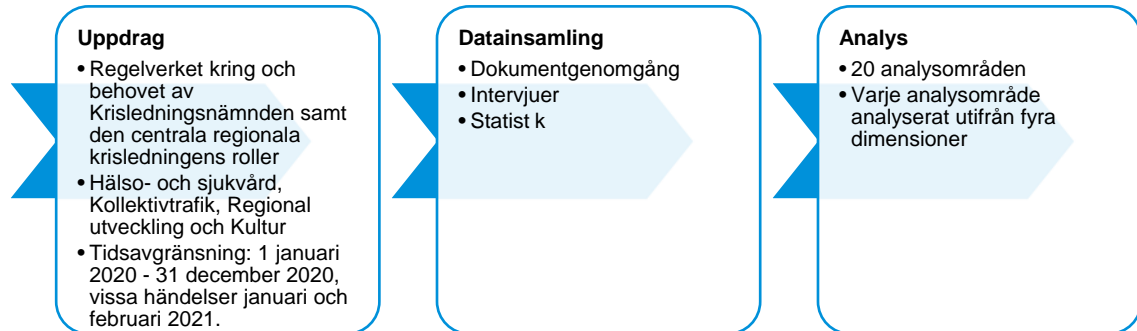 Uppdrag
• Regelverket kring och
behovet av
Krisledningsnämnden samt
den centrala regionala
krisledningens roller
• Hälso- och sjukvård,
Kollektivtrafik, Regional
utveckling och Kultur
• Tidsavgränsning: 1 januari
2020 - 31 december 2020,
vissa händelser januari och
februari 2021.
Datainsamling
• Dokumentgenomgång
• Intervjuer
• Statist k
Analys
• 20 analysområden
• Varje analysområde
analyserat utifrån fyra
dimensioner